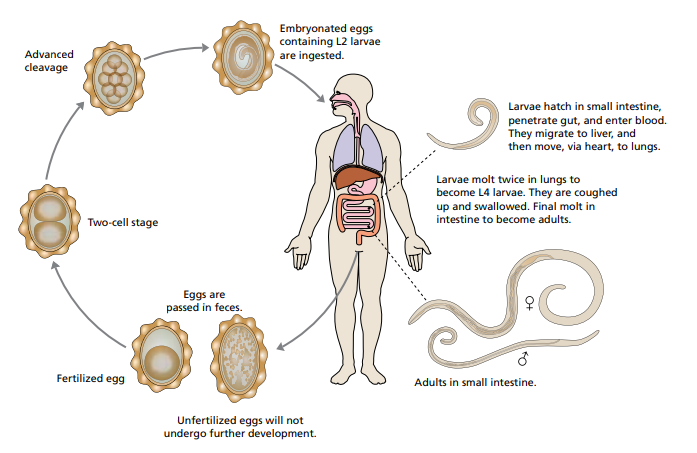 Embryonated eggs
containing L2 larvae
are ingested.
Advanced
cleavage
Larvae hatch in small intestine,
penetrate gut, and enter blood.
They migrate to liver, and
then move, via heart, to lungs.
Larvae molt twice in lungs to
become L4 larvae. They are coughed
up and swallowed. Final molt in
intestine to become adults.
Two-cell stage
Eggs are
passed in feces.
♀
♂
Fertilized egg
Adults in small intestine.
Unfertilized eggs will not
undergo further development.